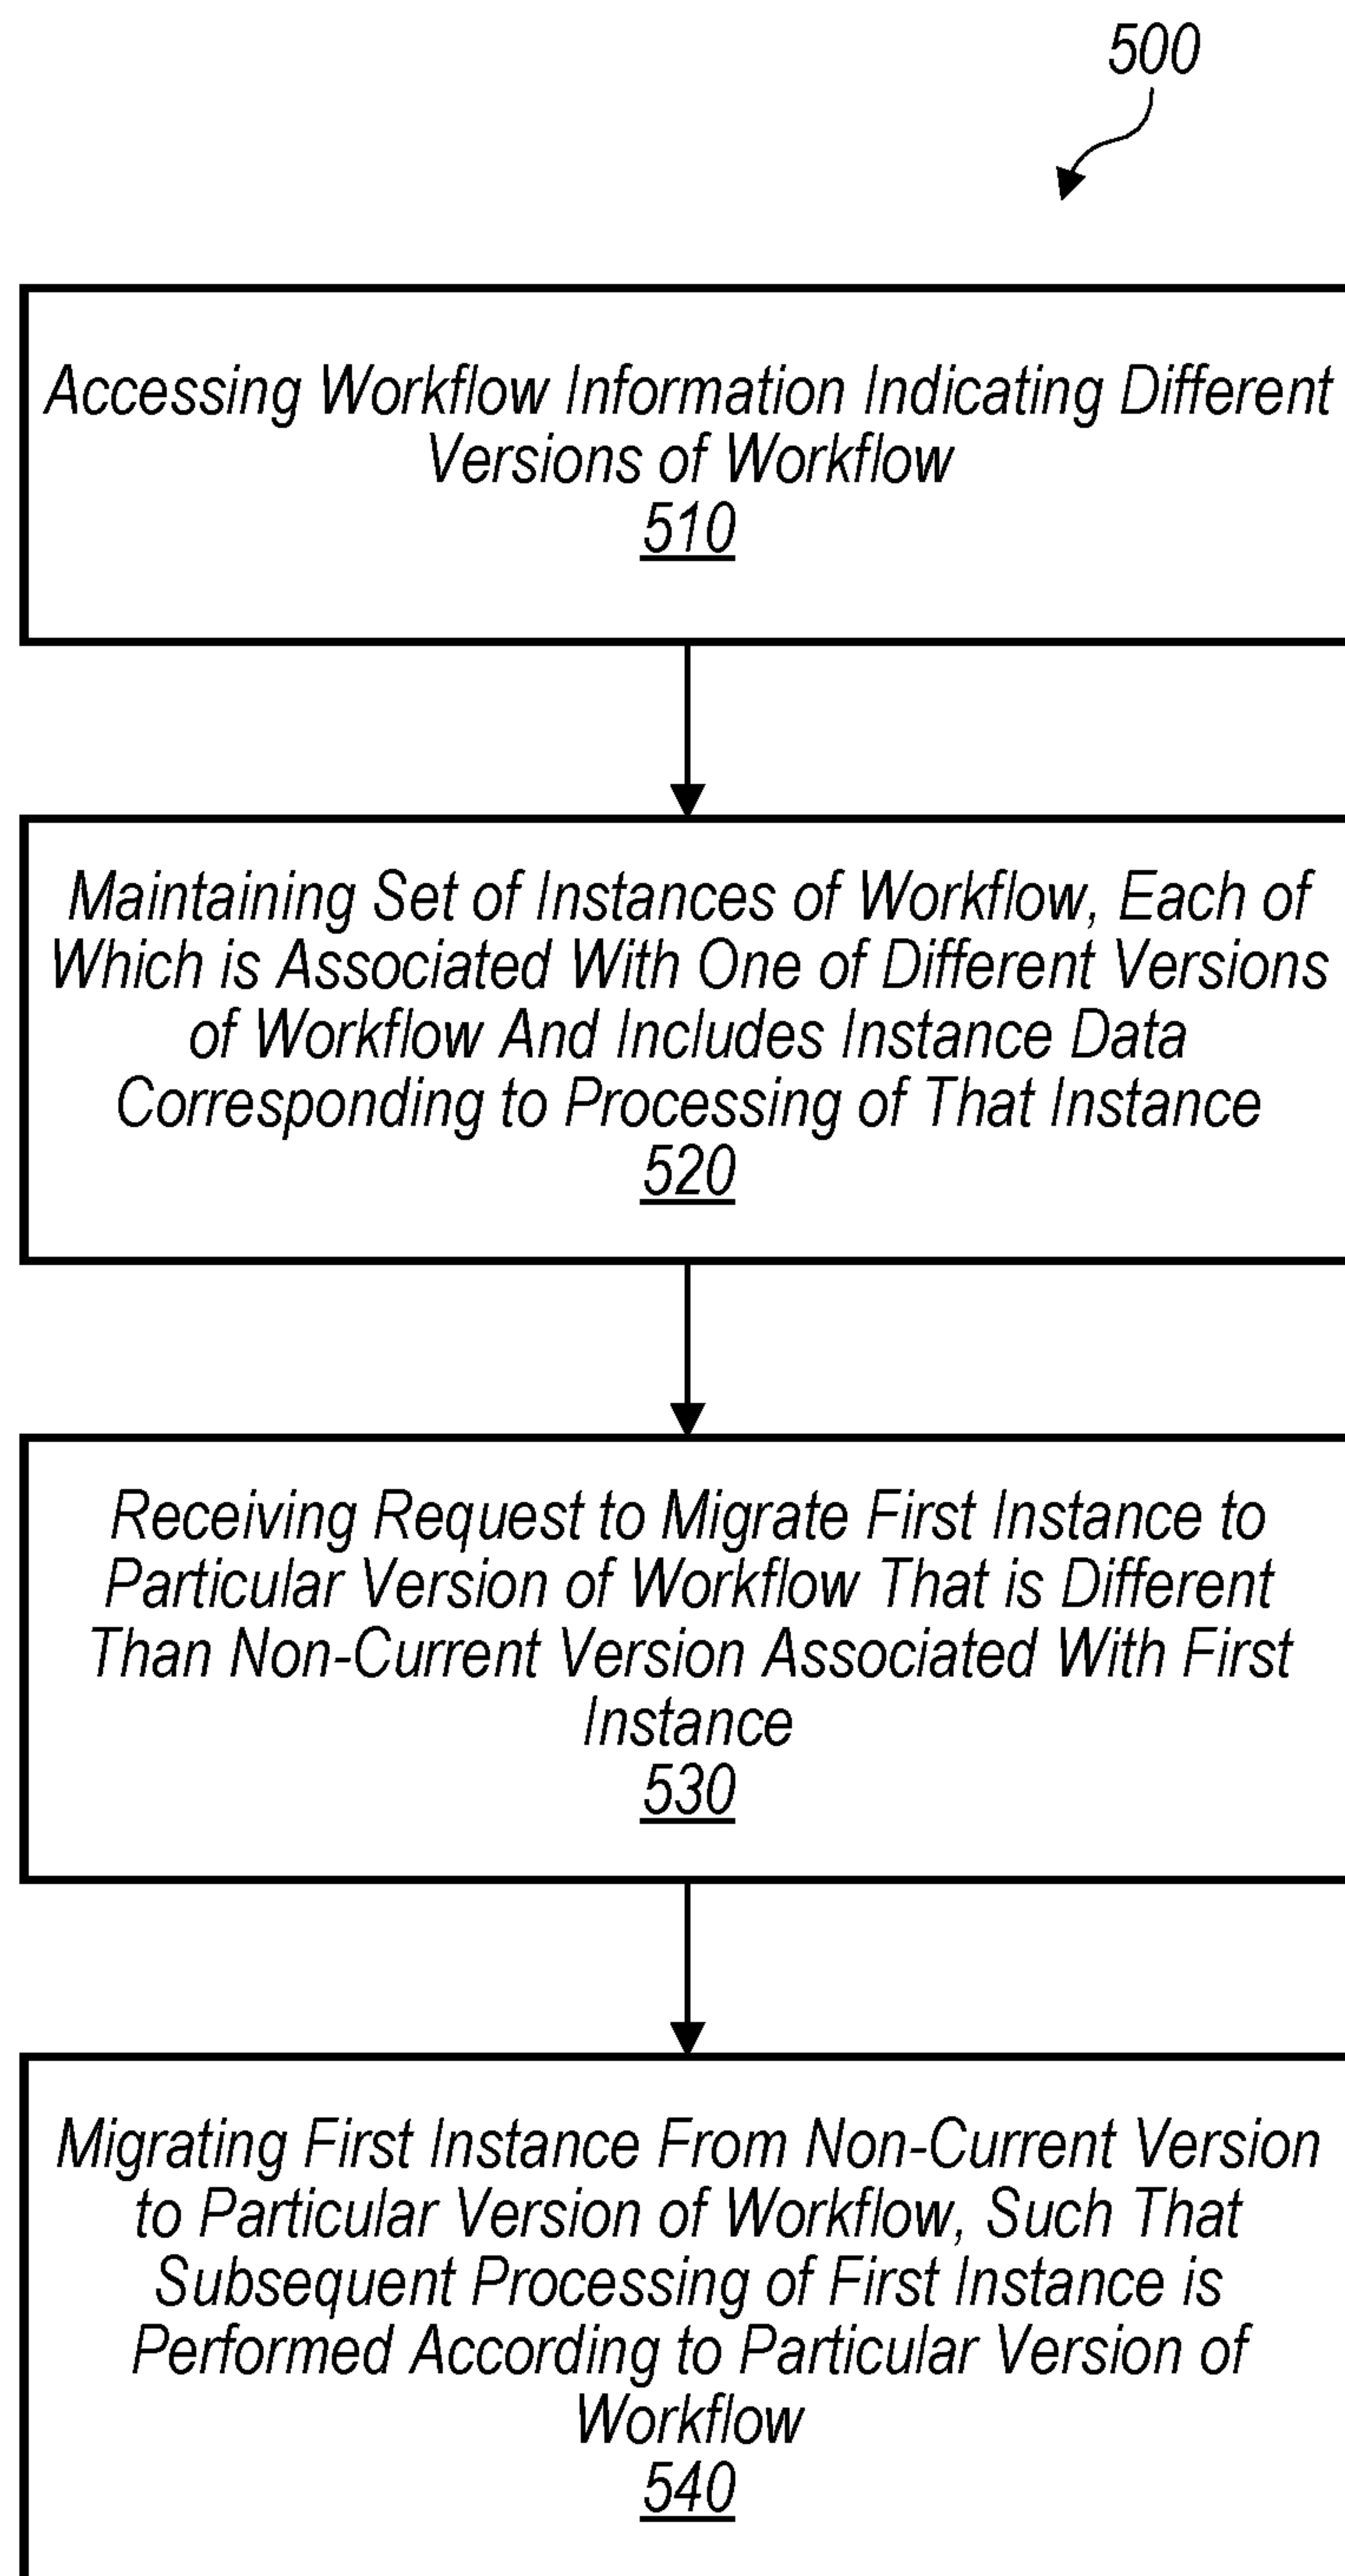 500
Accessing Workflow Information Indicating Different
Versions of Workflow
510
Maintaining Set of Instances of Workflow, Each of
Which is Associated With One of Different Versions
of Workflow And Includes Instance Data
Corresponding to Processing of That Instance
520
Receiving Request to Migrate First Instance to
Particular Version of Workflow That is Different
Than Non-Current Version Associated With First
Instance
530
Migrating First Instance From Non-Current Version
to Particular Version of Workflow, Such That
Subsequent Processing of First Instance is
Performed According to Particular Version of
Workflow
540